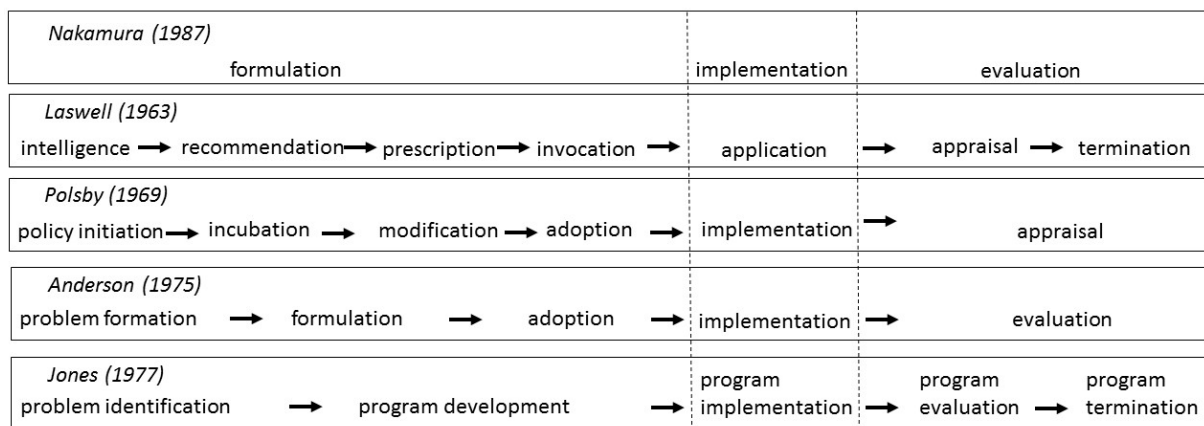 Nakamura (1987)
formulation implementation evaluation
Laswell (1963)
intelligence recommendation prescription invocation application appraisal termination
Polsby (1969)
policy initiation incubation modification adoption implementation appraisal
Anderson (1975)
problem formation formulation adoption implementation evaluation
Jones (1977)
program program program
problem identification program development implementation evaluation termination